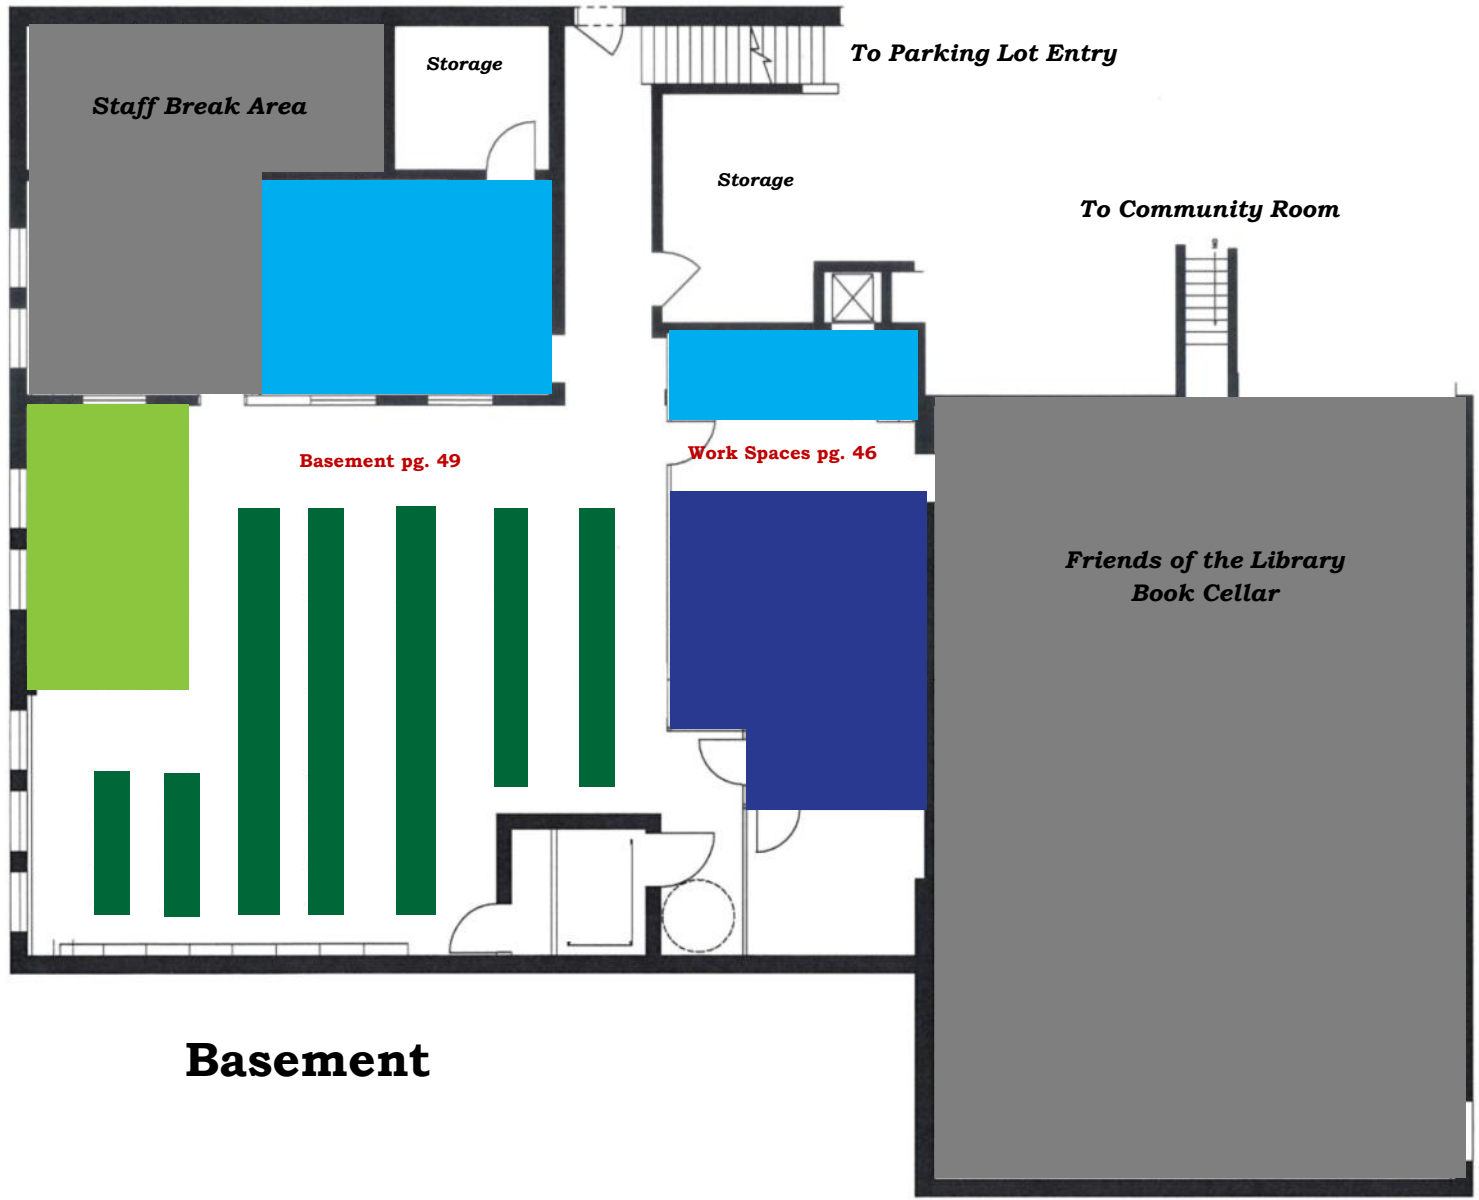 Storage
To Parking Lot Entry
Staff Break Area
Storage
To Community Room
Basement pg. 49
Work Spaces pg. 46
Friends of the Library
Book Cellar
Basement